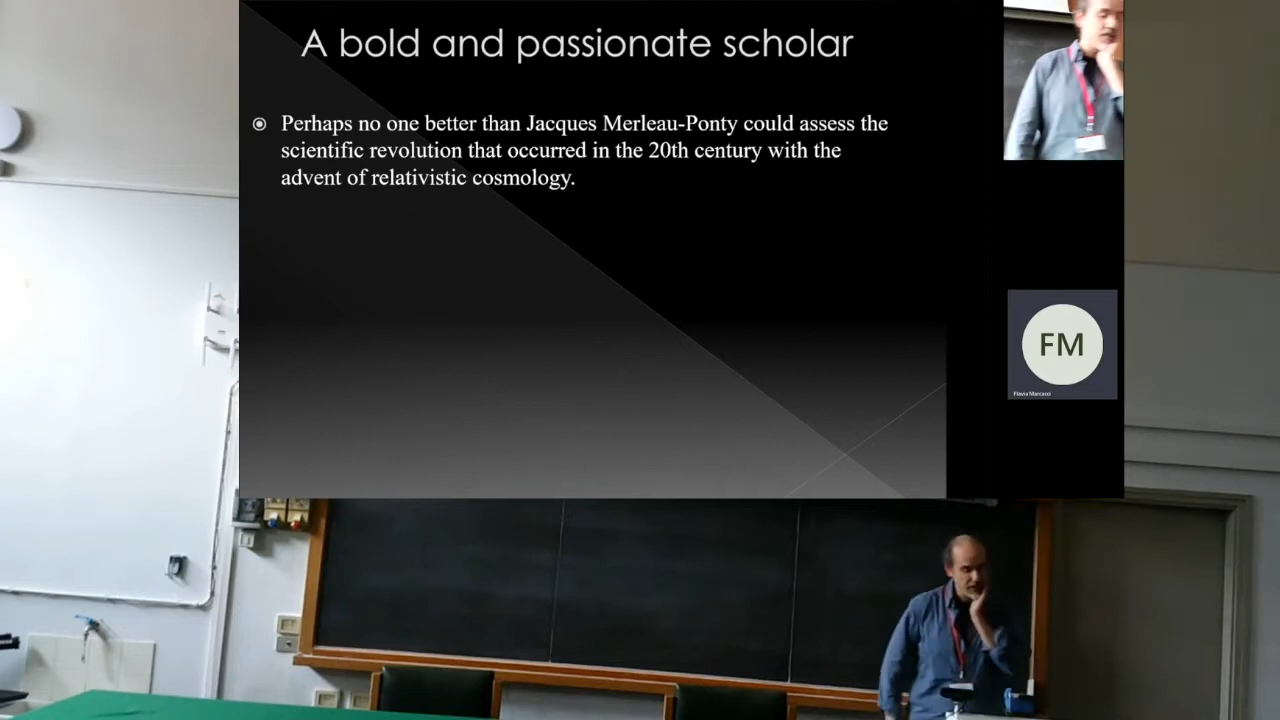 A bold and passionate scholar
Perhaps no one better than Jacques Merleau-Ponty could assess the
scientific revolution that occurred in the 20th century with the
advent of relativistic cosmology.
FM
Flavia Marcacci